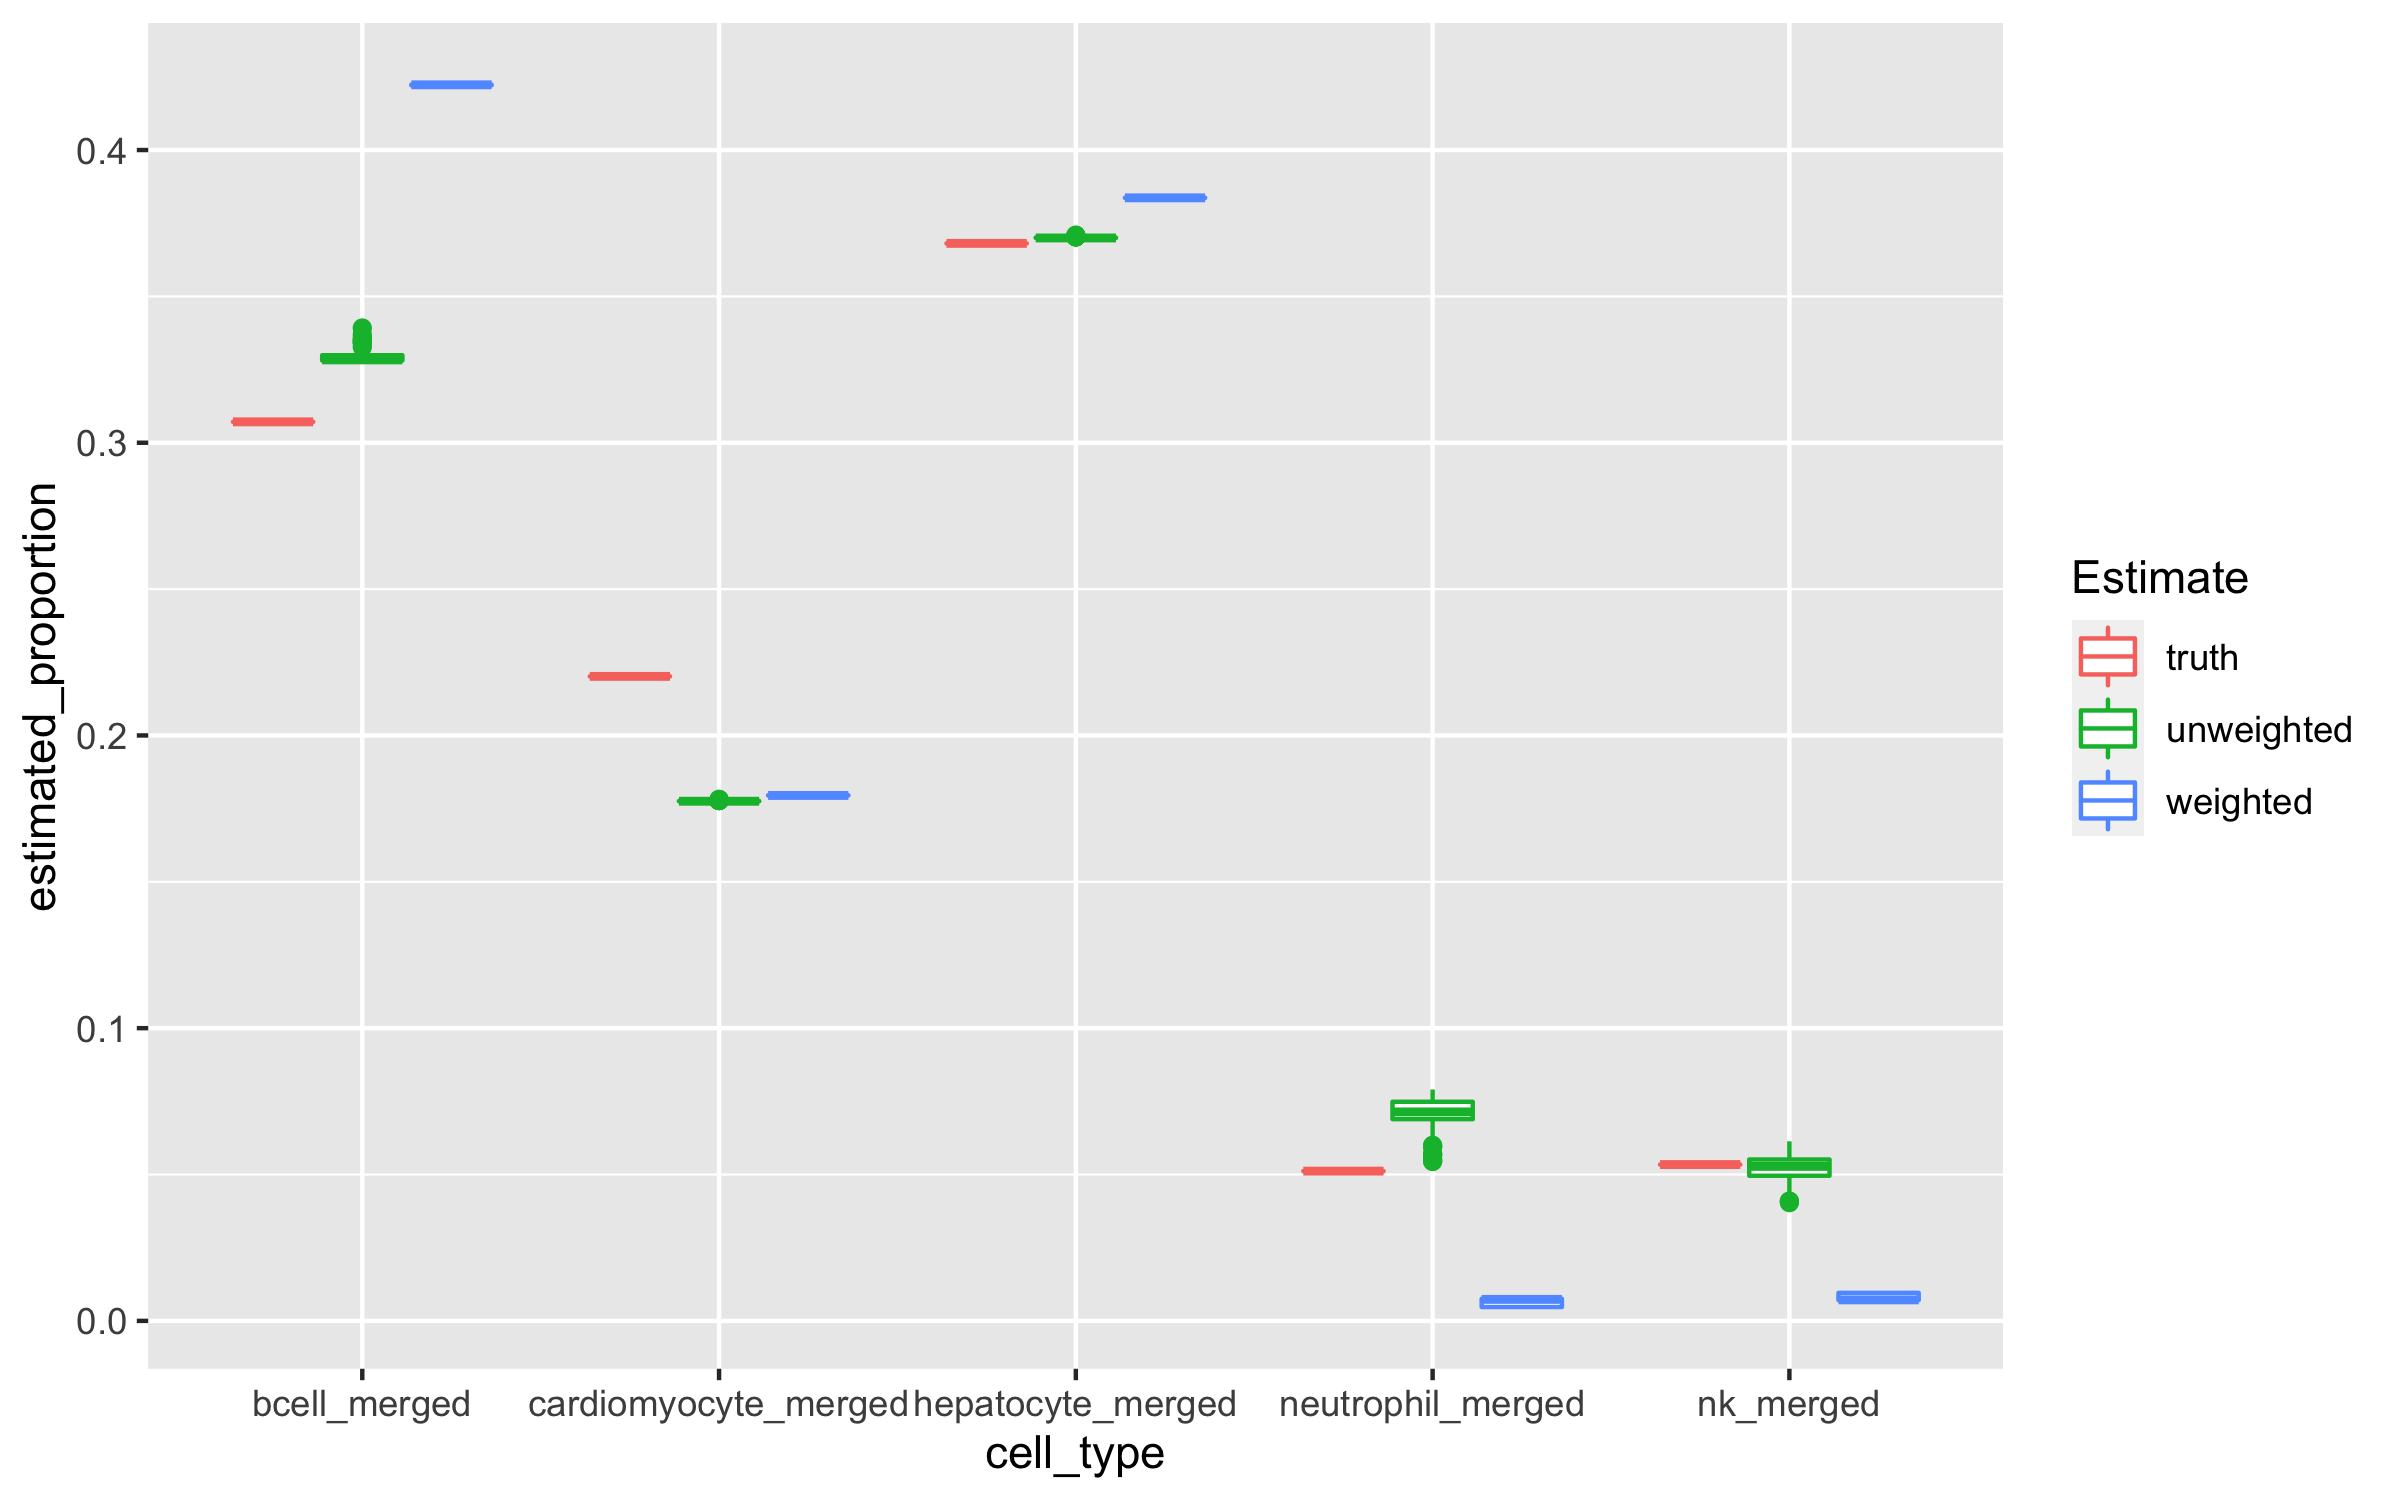 estimated_proportion
0.4
0.3
0.2
0.1
0.0
bcell_merged
cardiomyocyte_merged
hepatocyte_merged
neutrophil_merged
nk_merged
cell_type
Estimate
truth
unweighted
weighted